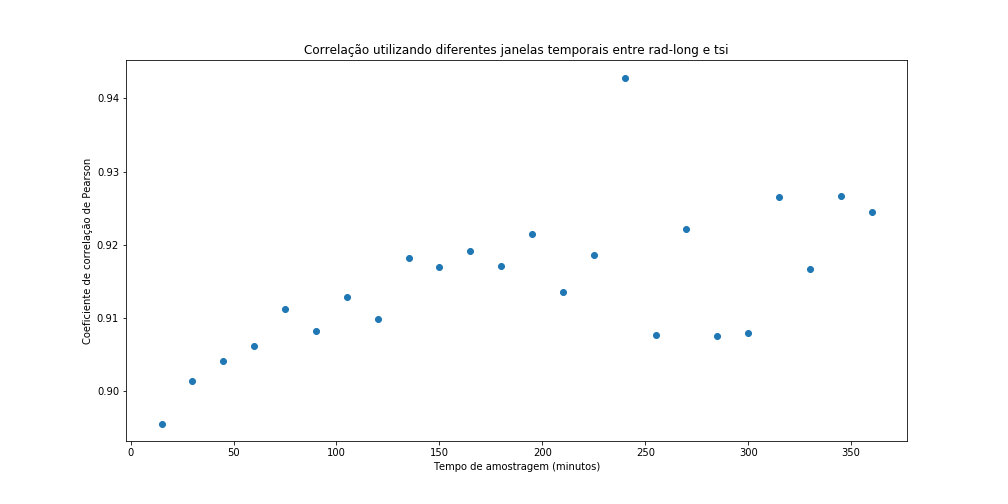 Correlação utilizando diferentes janelas temporais entre rad-long e tsi
0.94
0.93
0.92
0.91
0.90
Coeficiente de correlação de Pearson
0 50 100 150 200 250 300 350
Tempo de amostragem (minutos)